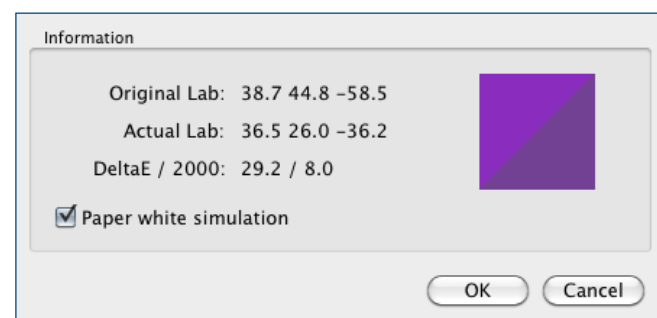 Information
Original Lab: 38.7 44.8 -58.5
Actual Lab: 36.5 26.0 -36.2
DeltaE / 2000: 29.2 / 8.0
Paper white simulation
OK Cancel